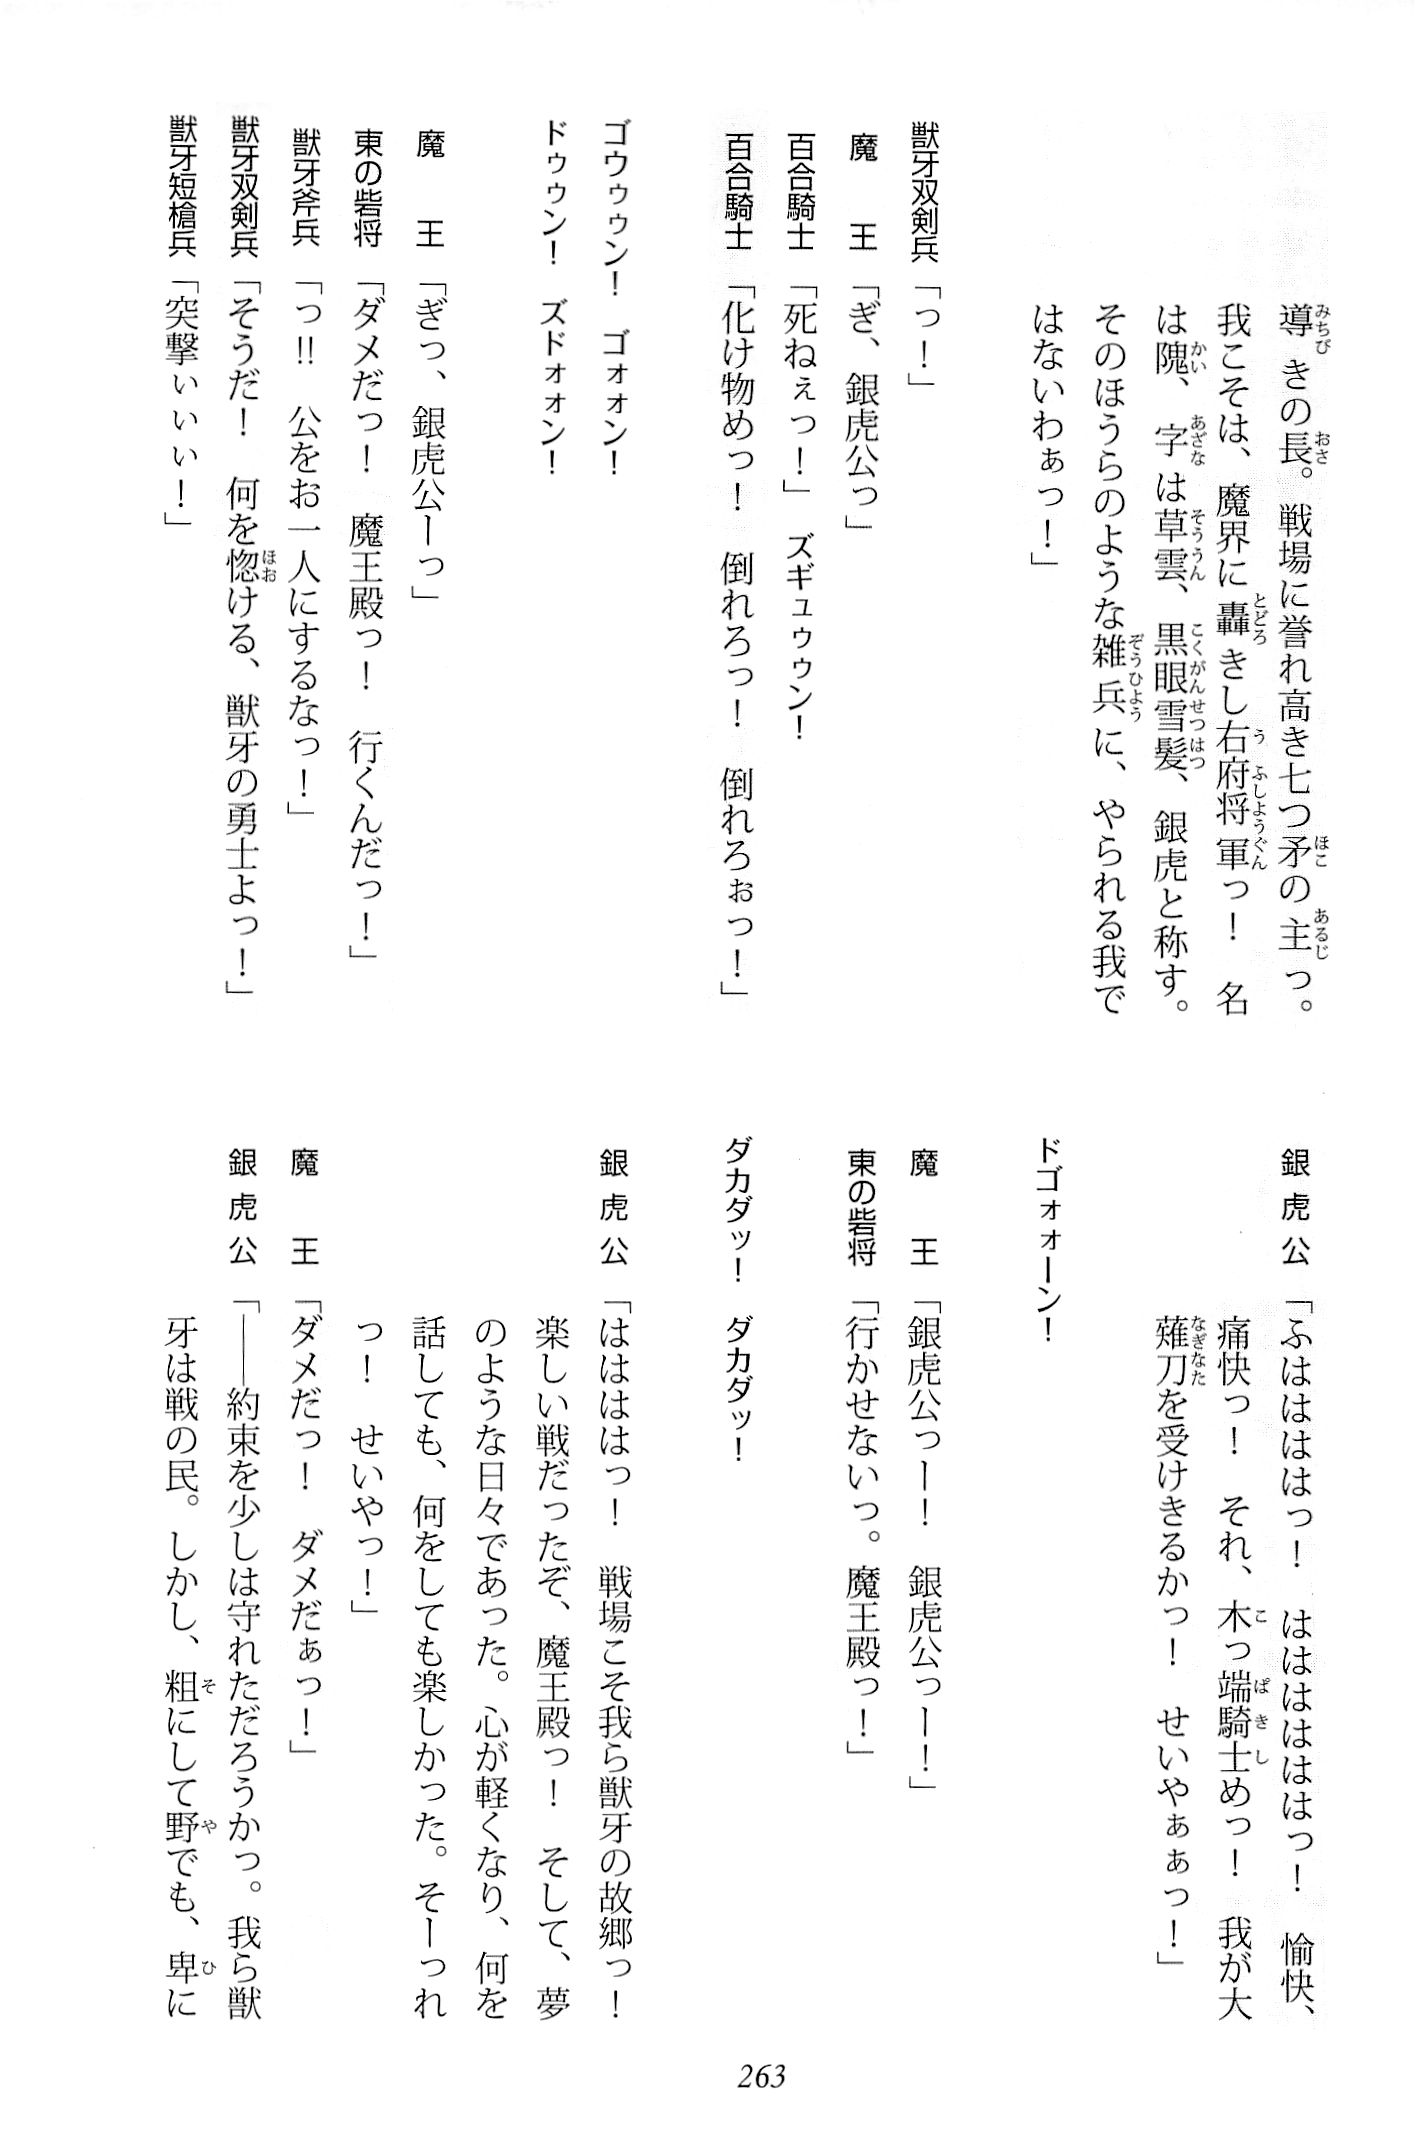 導きの長。戦場に誉れ高き七つ矛の主っ。
我こそは、魔界に轟きし右府将軍っ！　名
は隗、字は草雲、黒眼雪髪、銀虎と称す。
そのほうらのような雑兵に、やられる我で
はないわぁっ！」
獣牙双剣兵「っ！」
魔　　王「ぎ、銀虎公っ」
百合騎士「死ねぇっ！」ズギュゥゥン！
百合騎士「化け物めっ！　倒れろっ！　倒れろぉっ！」
ゴウゥゥン！　ゴォォン！
ドゥゥン！　ズドォォン！
魔　　王「ぎっ、銀虎公ーっ」
東の砦将「ダメだっ！　魔王殿っ！　行くんだっ！」
獣牙斧兵「っ!!　公をお一人にするなっ！」
獣牙双剣兵「そうだ！　何を惚ける、獣牙の勇士よっ！」
獣牙短槍兵「突撃ぃぃぃ！」
銀虎公「ふははははっ！　はははははははっ！　愉快、
痛快っ！　それ、木っ端騎士めっ！　我が大
薙刀を受けきるかっ！　せいやぁぁっ！」
ドゴォォーン！
魔　　王「銀虎公っー！　銀虎公っー！」
東の砦将「行かせないっ。魔王殿っ！」
ダカダッ！　ダカダッ！
銀虎公「はははは​っ！　戦場こそ我ら獣牙の故郷っ！
楽しい戦だったぞ、魔王殿っ！　そして、夢
のような日々であった。心が軽くなり、何を
話しても、何をしても楽しかった。そーっれ
っ！　せいやっ！」
魔　　王「ダメだっ！　ダメだぁっ！」
銀虎公「――約束を少しは守れただろうかっ。我ら獣
牙は戦の民。しかし、粗にして野でも、卑に
263